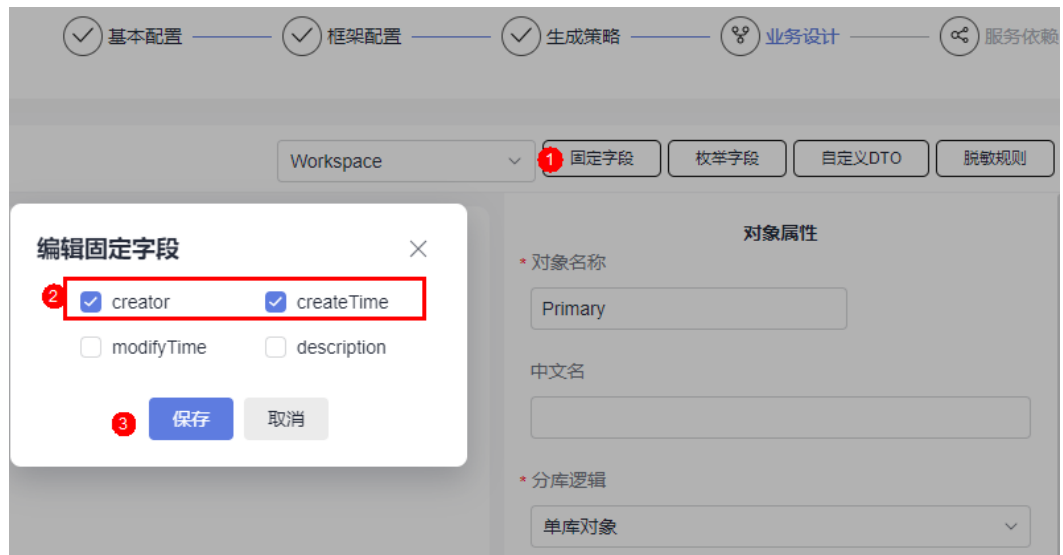 基本配置 框架配置 生成策略 业务设计 服务依赖
Workspace 1 固定字段 枚举字段 自定义DTO 脱敏规则
编辑固定字段
2 creator createTime
modifyTime description
3 保存 取消
对象属性
* 对象名称
Primary
中文名
* 分库逻辑
单库对象